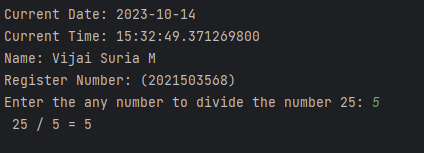 Current Date: 2023-10-14
Current Time: 15:32:49.371269800
Name: Vijai Suria M
Register Number: (2021503568)
Enter the any number to divide the number 25: 5
25 / 5 = 5